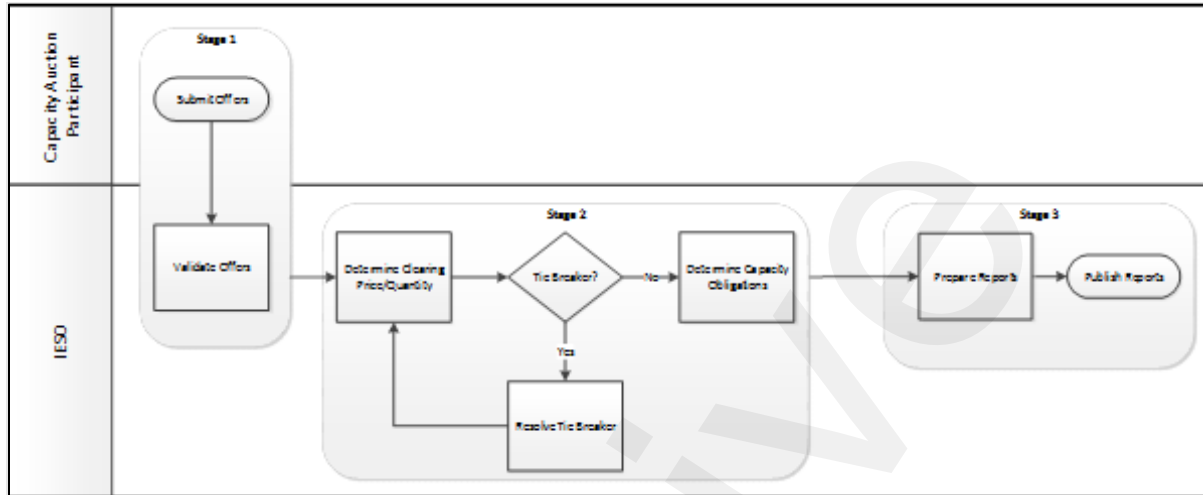 Capacity Auction
Participant
IESO
Stage 1
Submit Offers
Validate Offers
Stage 2
Determine Clearing
Price/Quantity
Tie Breaker?
No
Determine Capacity
Obligations
Yes
Resolve Tie Breaker
Stage 3
Prepare Reports
Publish Reports
ive